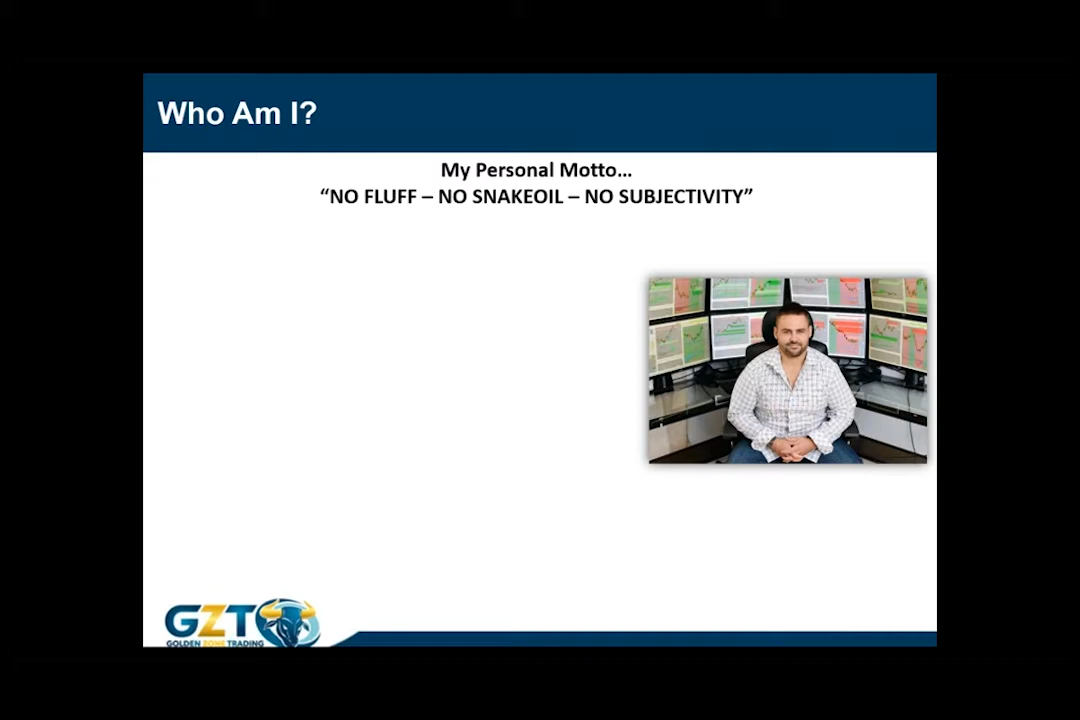 Who Am I?
My Personal Motto...
“NO FLUFF – NO SNAKEOIL – NO SUBJECTIVITY”
GZT
GOLDEN ZONE TRADING